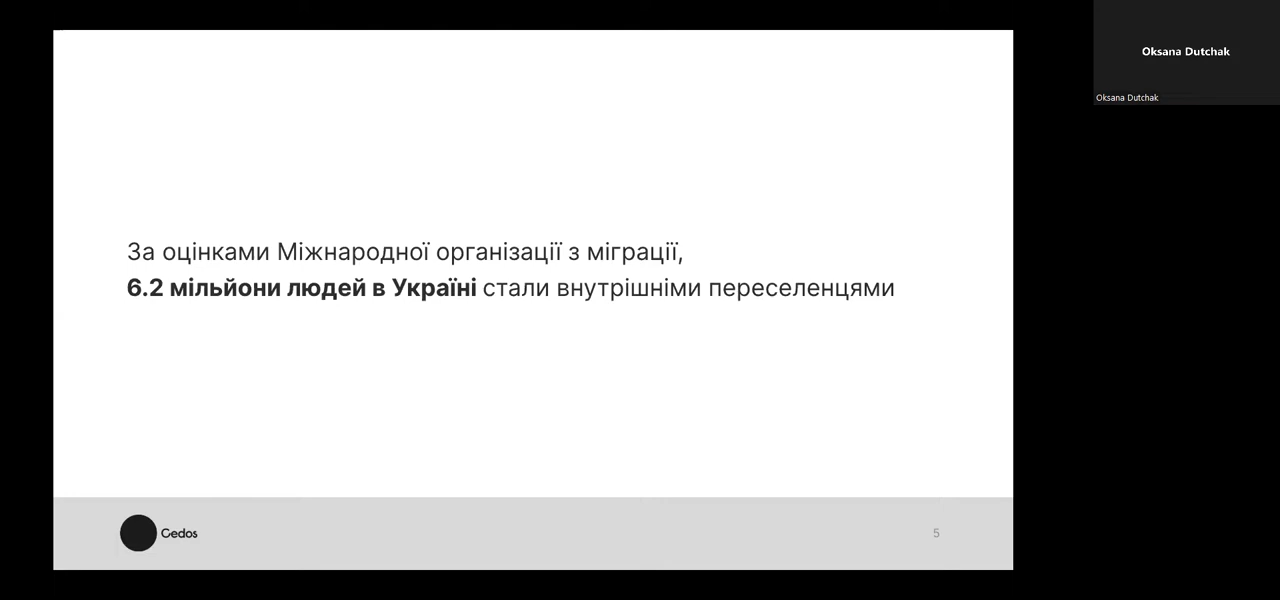 Oksana Dutchak
Oksana Dutchak
За оцінками Міжнародної організації з міграції,
6.2 мільйони людей в Україні стали внутрішніми переселенцями
Cedos
5